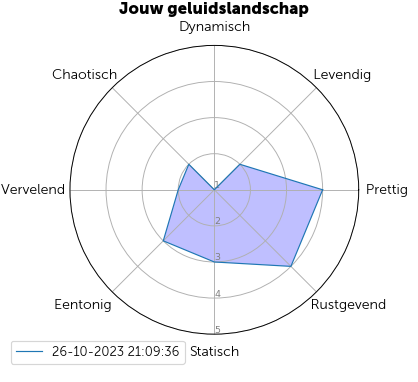 Jouw geluidslandschap
Dynamisch
Chaotisch
Levendig
Vervelend
Prettig
1
2
3
4
5
Eentonig
Rustgevend
Statisch
26-10-2023 21:09:36